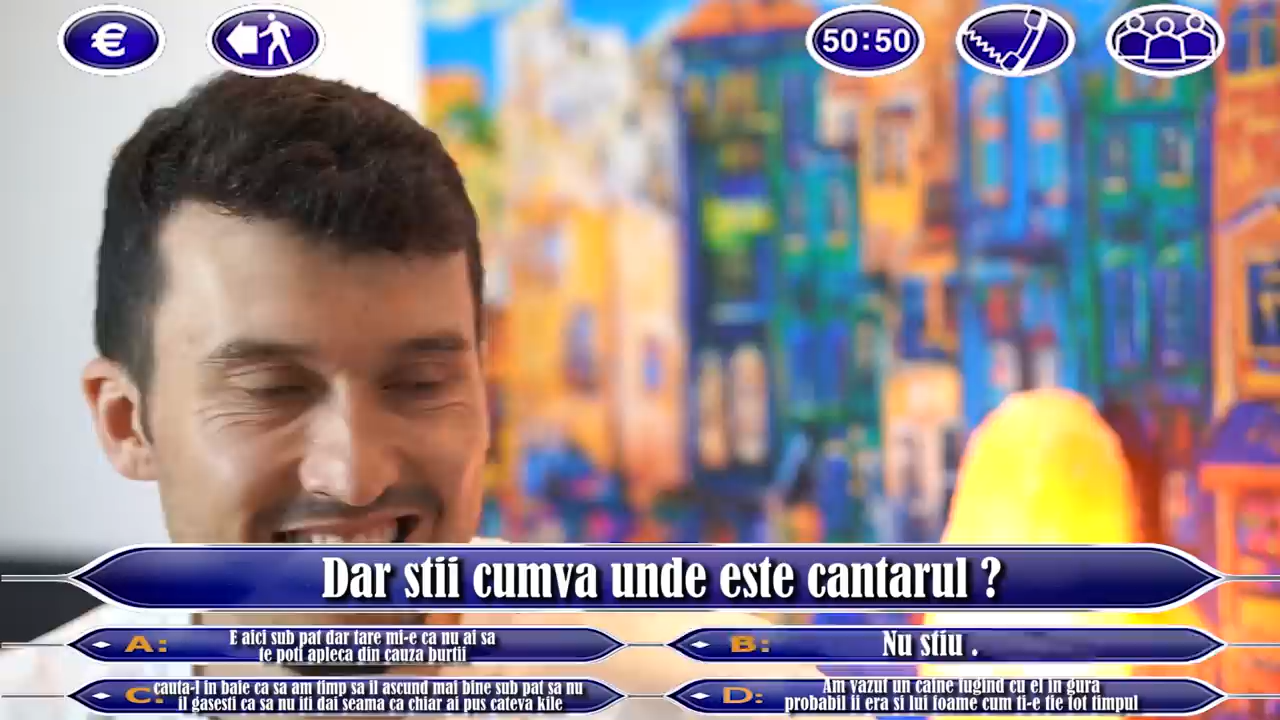 €
50:50
Dar stii cumva unde este cantarul ?
A: E aici sub pat dar tare mi-e ca nu ai sa
te poti apleca din cauza burtii
B: Nu stiu .
C: cauta-l in baie ca sa am timp sa il ascund mai bine sub pat sa nu
il gasesti ca sa nu iti dai seama ca chiar ai pus cateva kile
D: Am vazut un caine fugind cu el in gura
probabil ii era si lui foame cum ti-e tie tot timpul